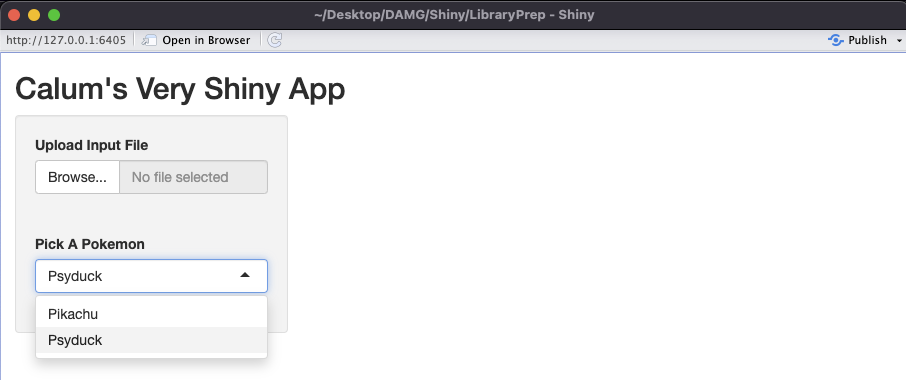 ~/Desktop/DAMG/Shiny/LibraryPrep - Shiny
http://127.0.0.1:6405 Open in Browser Publish
Calum's Very Shiny App
Upload Input File
Browse... No file selected
Pick A Pokemon
Psyduck
Pikachu
Psyduck